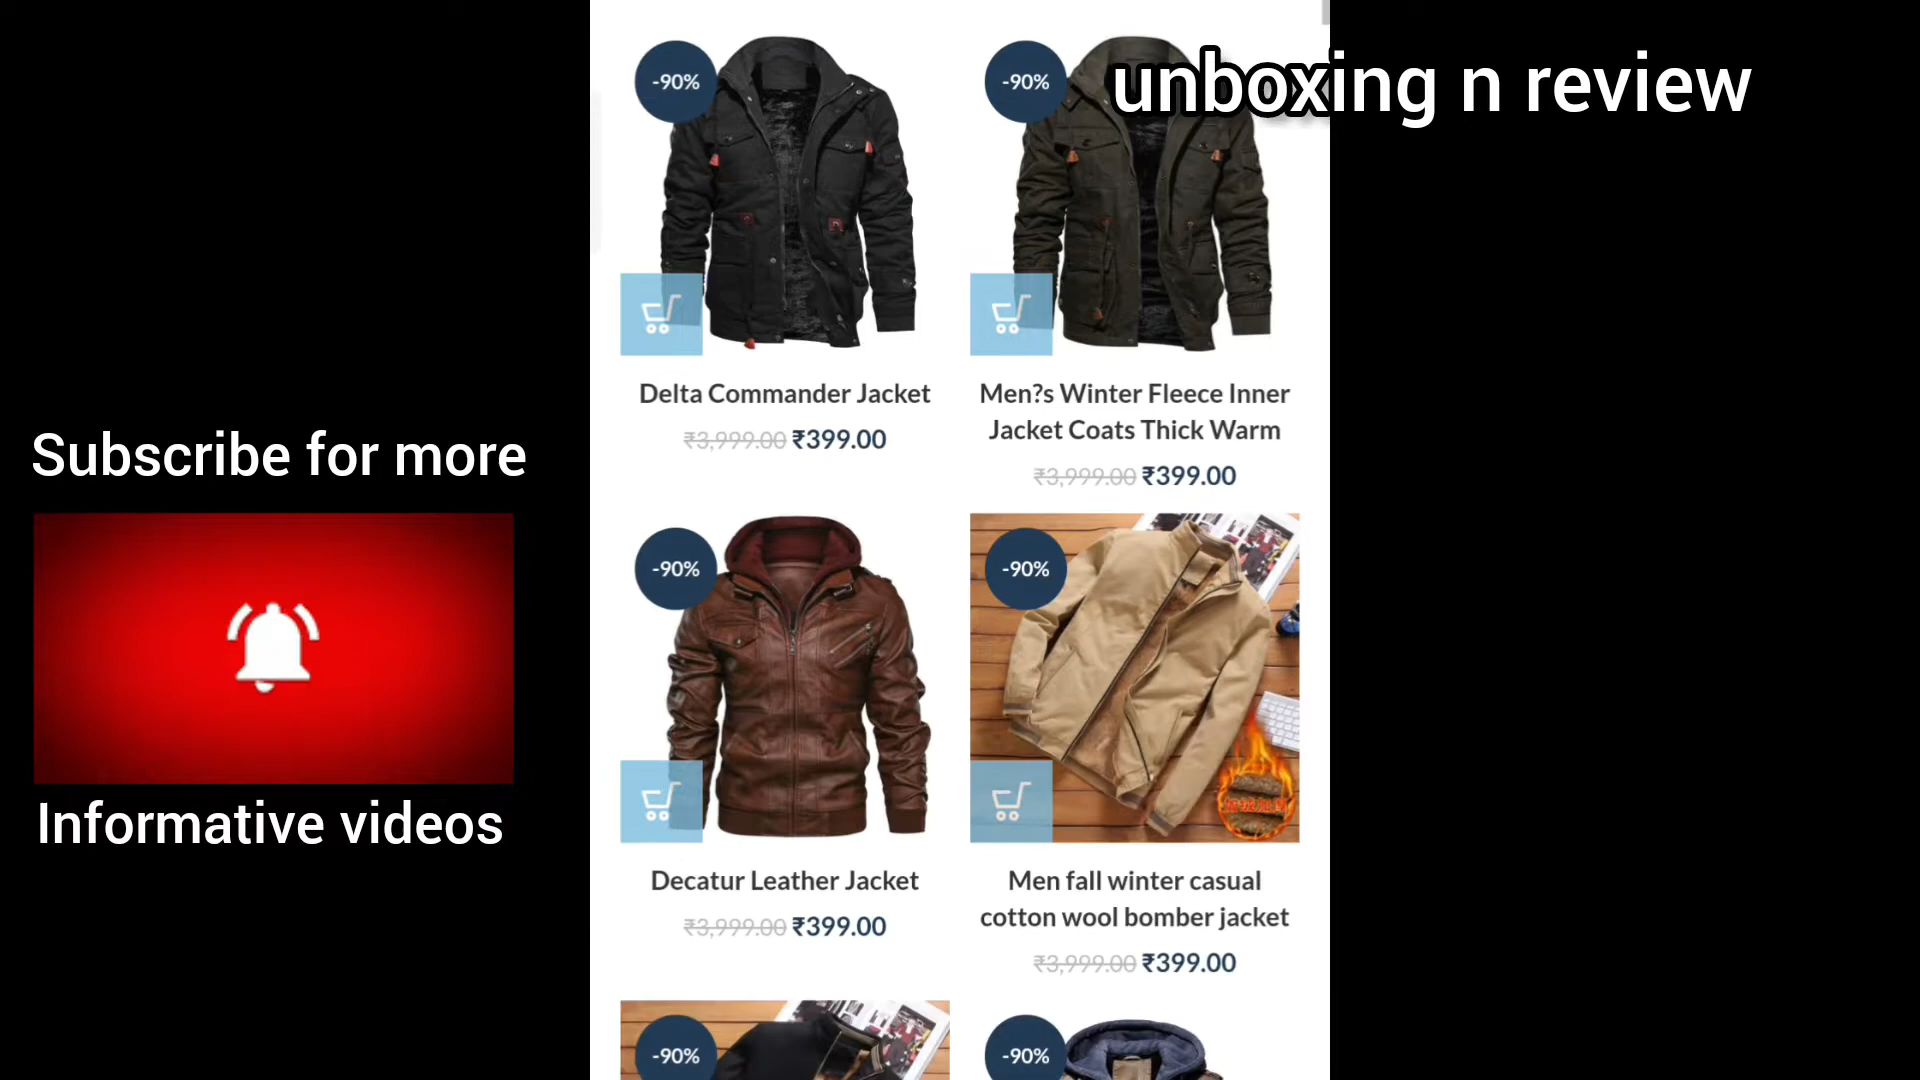 unboxing n review
-90%
-90%
Delta Commander Jacket
₹3,999.00 ₹399.00
Men?s Winter Fleece Inner
Jacket Coats Thick Warm
₹3,999.00 ₹399.00
Subscribe for more
Informative videos
-90%
-90%
Decatur Leather Jacket
₹3,999.00 ₹399.00
Men fall winter casual
cotton wool bomber jacket
₹3,999.00 ₹399.00
-90%
-90%